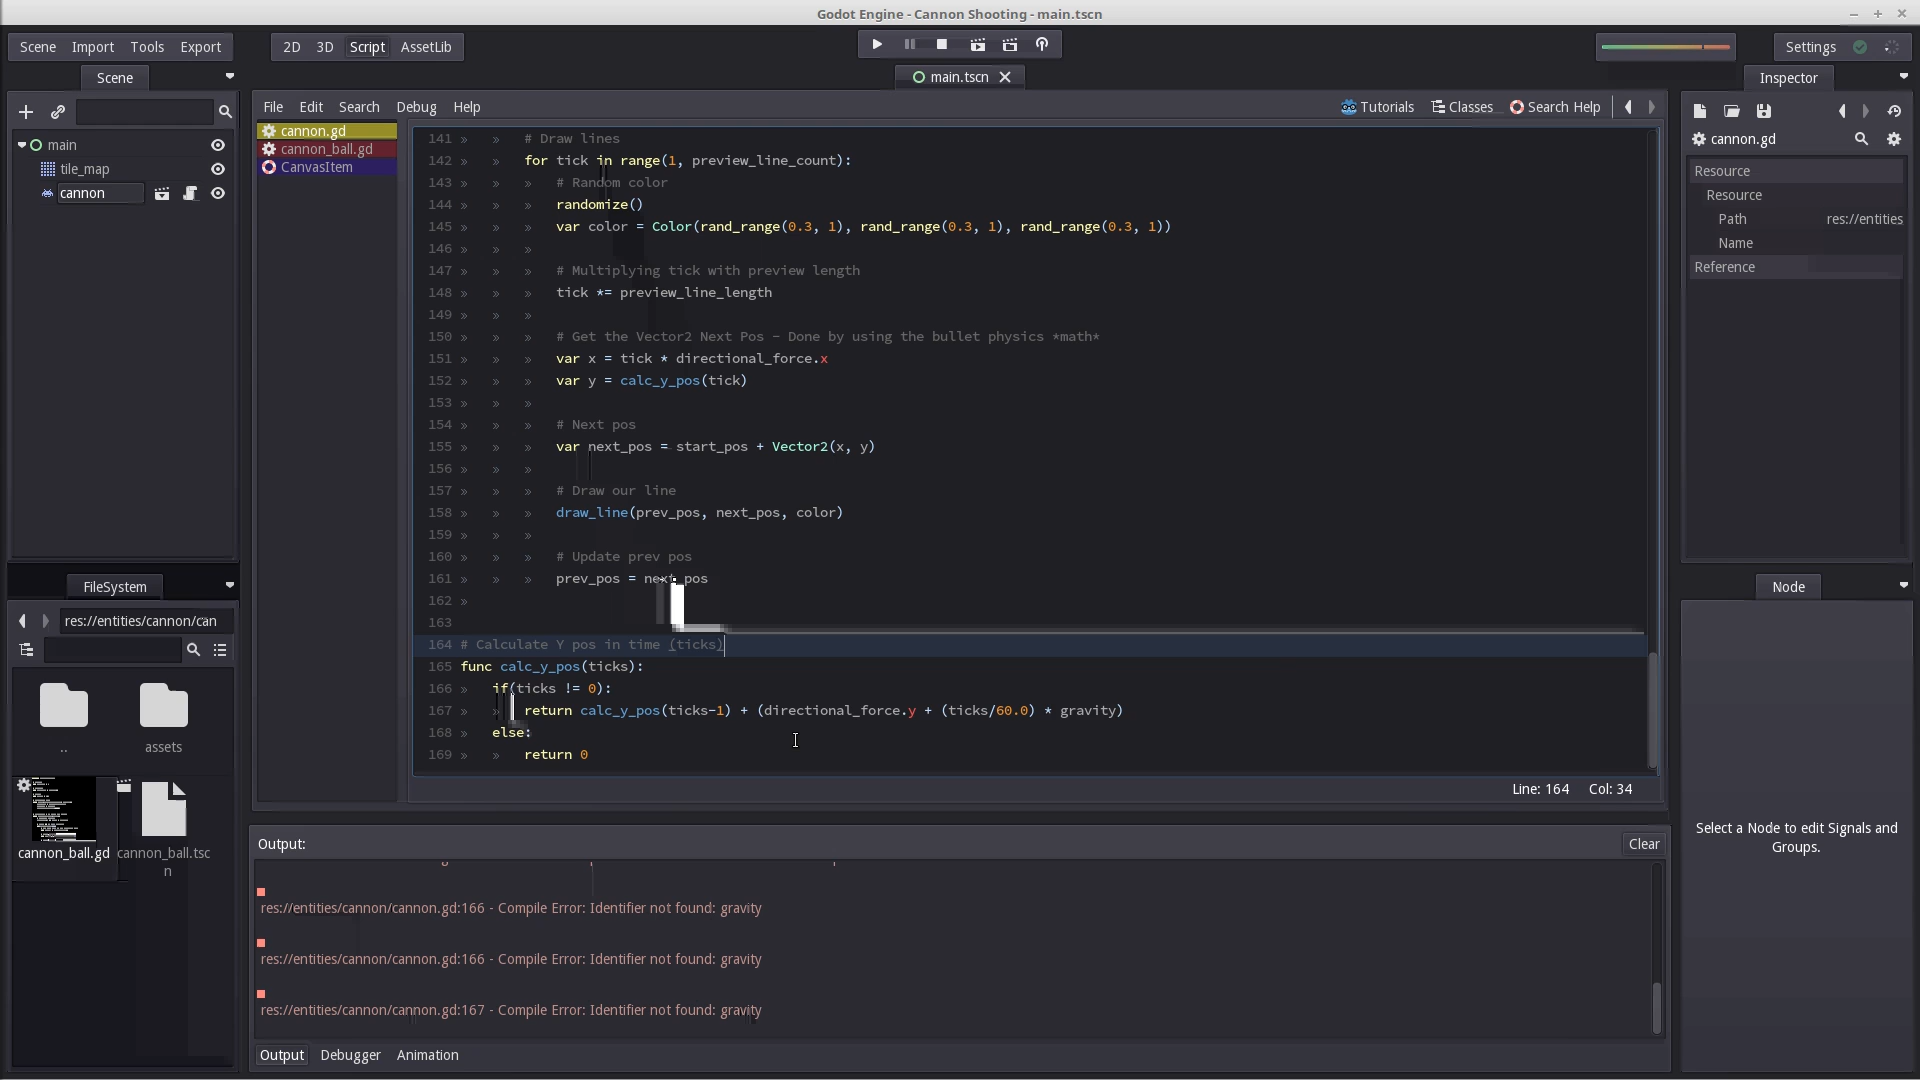 Godot Engine - Cannon Shooting - main.tscn
Scene Import Tools Export
2D 3D Script AssetLib
Settings
Scene
main.tscn
Inspector
File Edit Search Debug Help
Tutorials Classes Search Help
cannon.gd
cannon_ball.gd
CanvasItem
main
tile_map
cannon
141 » » # Draw lines
142 » » for tick in range(1, preview_line_count):
143 » » » # Random color
144 » » » randomize()
145 » » » var color = Color(rand_range(0.3, 1), rand_range(0.3, 1), rand_range(0.3, 1))
146 » » »
147 » » » # Multiplying tick with preview length
148 » » » tick *= preview_line_length
149 » » »
150 » » » # Get the Vector2 Next Pos - Done by using the bullet physics *math*
151 » » » var x = tick * directional_force.x
152 » » » var y = calc_y_pos(tick)
153 » » »
154 » » » # Next pos
155 » » » var next_pos = start_pos + Vector2(x, y)
156 » » »
157 » » » # Draw our line
158 » » » draw_line(prev_pos, next_pos, color)
159 » » »
160 » » » # Update prev pos
161 » » » prev_pos = next_pos
162 »
163
164 # Calculate Y pos in time (ticks)
165 func calc_y_pos(ticks):
166 » if(ticks != 0):
167 » » return calc_y_pos(ticks-1) + (directional_force.y + (ticks/60.0) * gravity)
168 » else:
169 » » return 0
Line: 164 Col: 34
cannon.gd
Resource
Resource
Path res://entities
Name
Reference
FileSystem
res://entities/cannon/can
..
assets
cannon_ball.gd
cannon_ball.tsc
n
Node
Select a Node to edit Signals and
Groups.
Output:
Clear
res://entities/cannon/cannon.gd:166 - Compile Error: Identifier not found: gravity
res://entities/cannon/cannon.gd:166 - Compile Error: Identifier not found: gravity
res://entities/cannon/cannon.gd:167 - Compile Error: Identifier not found: gravity
Output Debugger Animation